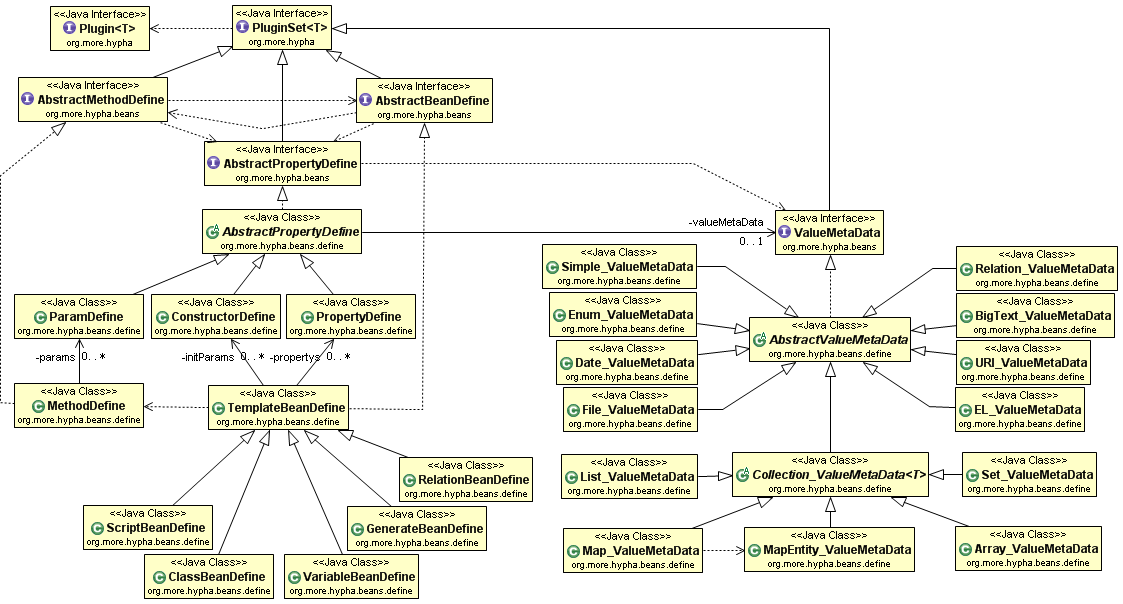 <<Java Interface>>
Plugin<T>
org.more.hypha
<<Java Interface>>
PluginSet<T>
org.more.hypha
<<Java Interface>>
AbstractMethodDefine
org.more.hypha.beans
<<Java Interface>>
AbstractBeanDefine
org.more.hypha.beans
<<Java Interface>>
AbstractPropertyDefine
org.more.hypha.beans
<<Java Class>>
AbstractPropertyDefine
org.more.hypha.beans.define
-valueMetaData
0..1
<<Java Interface>>
ValueMetaData
org.more.hypha.beans
<<Java Class>>
ParamDefine
org.more.hypha.beans.define
<<Java Class>>
ConstructorDefine
org.more.hypha.beans.define
<<Java Class>>
PropertyDefine
org.more.hypha.beans.define
-params 0..*
-initParams 0..*
-propertys 0..*
<<Java Class>>
MethodDefine
org.more.hypha.beans.define
<<Java Class>>
TemplateBeanDefine
org.more.hypha.beans.define
<<Java Class>>
RelationBeanDefine
org.more.hypha.beans.define
<<Java Class>>
ScriptBeanDefine
org.more.hypha.beans.define
<<Java Class>>
GenerateBeanDefine
org.more.hypha.beans.define
<<Java Class>>
ClassBeanDefine
org.more.hypha.beans.define
<<Java Class>>
VariableBeanDefine
org.more.hypha.beans.define
<<Java Class>>
Simple_ValueMetaData
org.more.hypha.beans.define
<<Java Class>>
Enum_ValueMetaData
org.more.hypha.beans.define
<<Java Class>>
Date_ValueMetaData
org.more.hypha.beans.define
<<Java Class>>
File_ValueMetaData
org.more.hypha.beans.define
<<Java Class>>
AbstractValueMetaData
org.more.hypha.beans.define
<<Java Class>>
Relation_ValueMetaData
org.more.hypha.beans.define
<<Java Class>>
BigText_ValueMetaData
org.more.hypha.beans.define
<<Java Class>>
URI_ValueMetaData
org.more.hypha.beans.define
<<Java Class>>
EL_ValueMetaData
org.more.hypha.beans.define
<<Java Class>>
List_ValueMetaData
org.more.hypha.beans.define
<<Java Class>>
Collection_ValueMetaData<T>
org.more.hypha.beans.define
<<Java Class>>
Set_ValueMetaData
org.more.hypha.beans.define
<<Java Class>>
Map_ValueMetaData
org.more.hypha.beans.define
<<Java Class>>
MapEntity_ValueMetaData
org.more.hypha.beans.define
<<Java Class>>
Array_ValueMetaData
org.more.hypha.beans.define